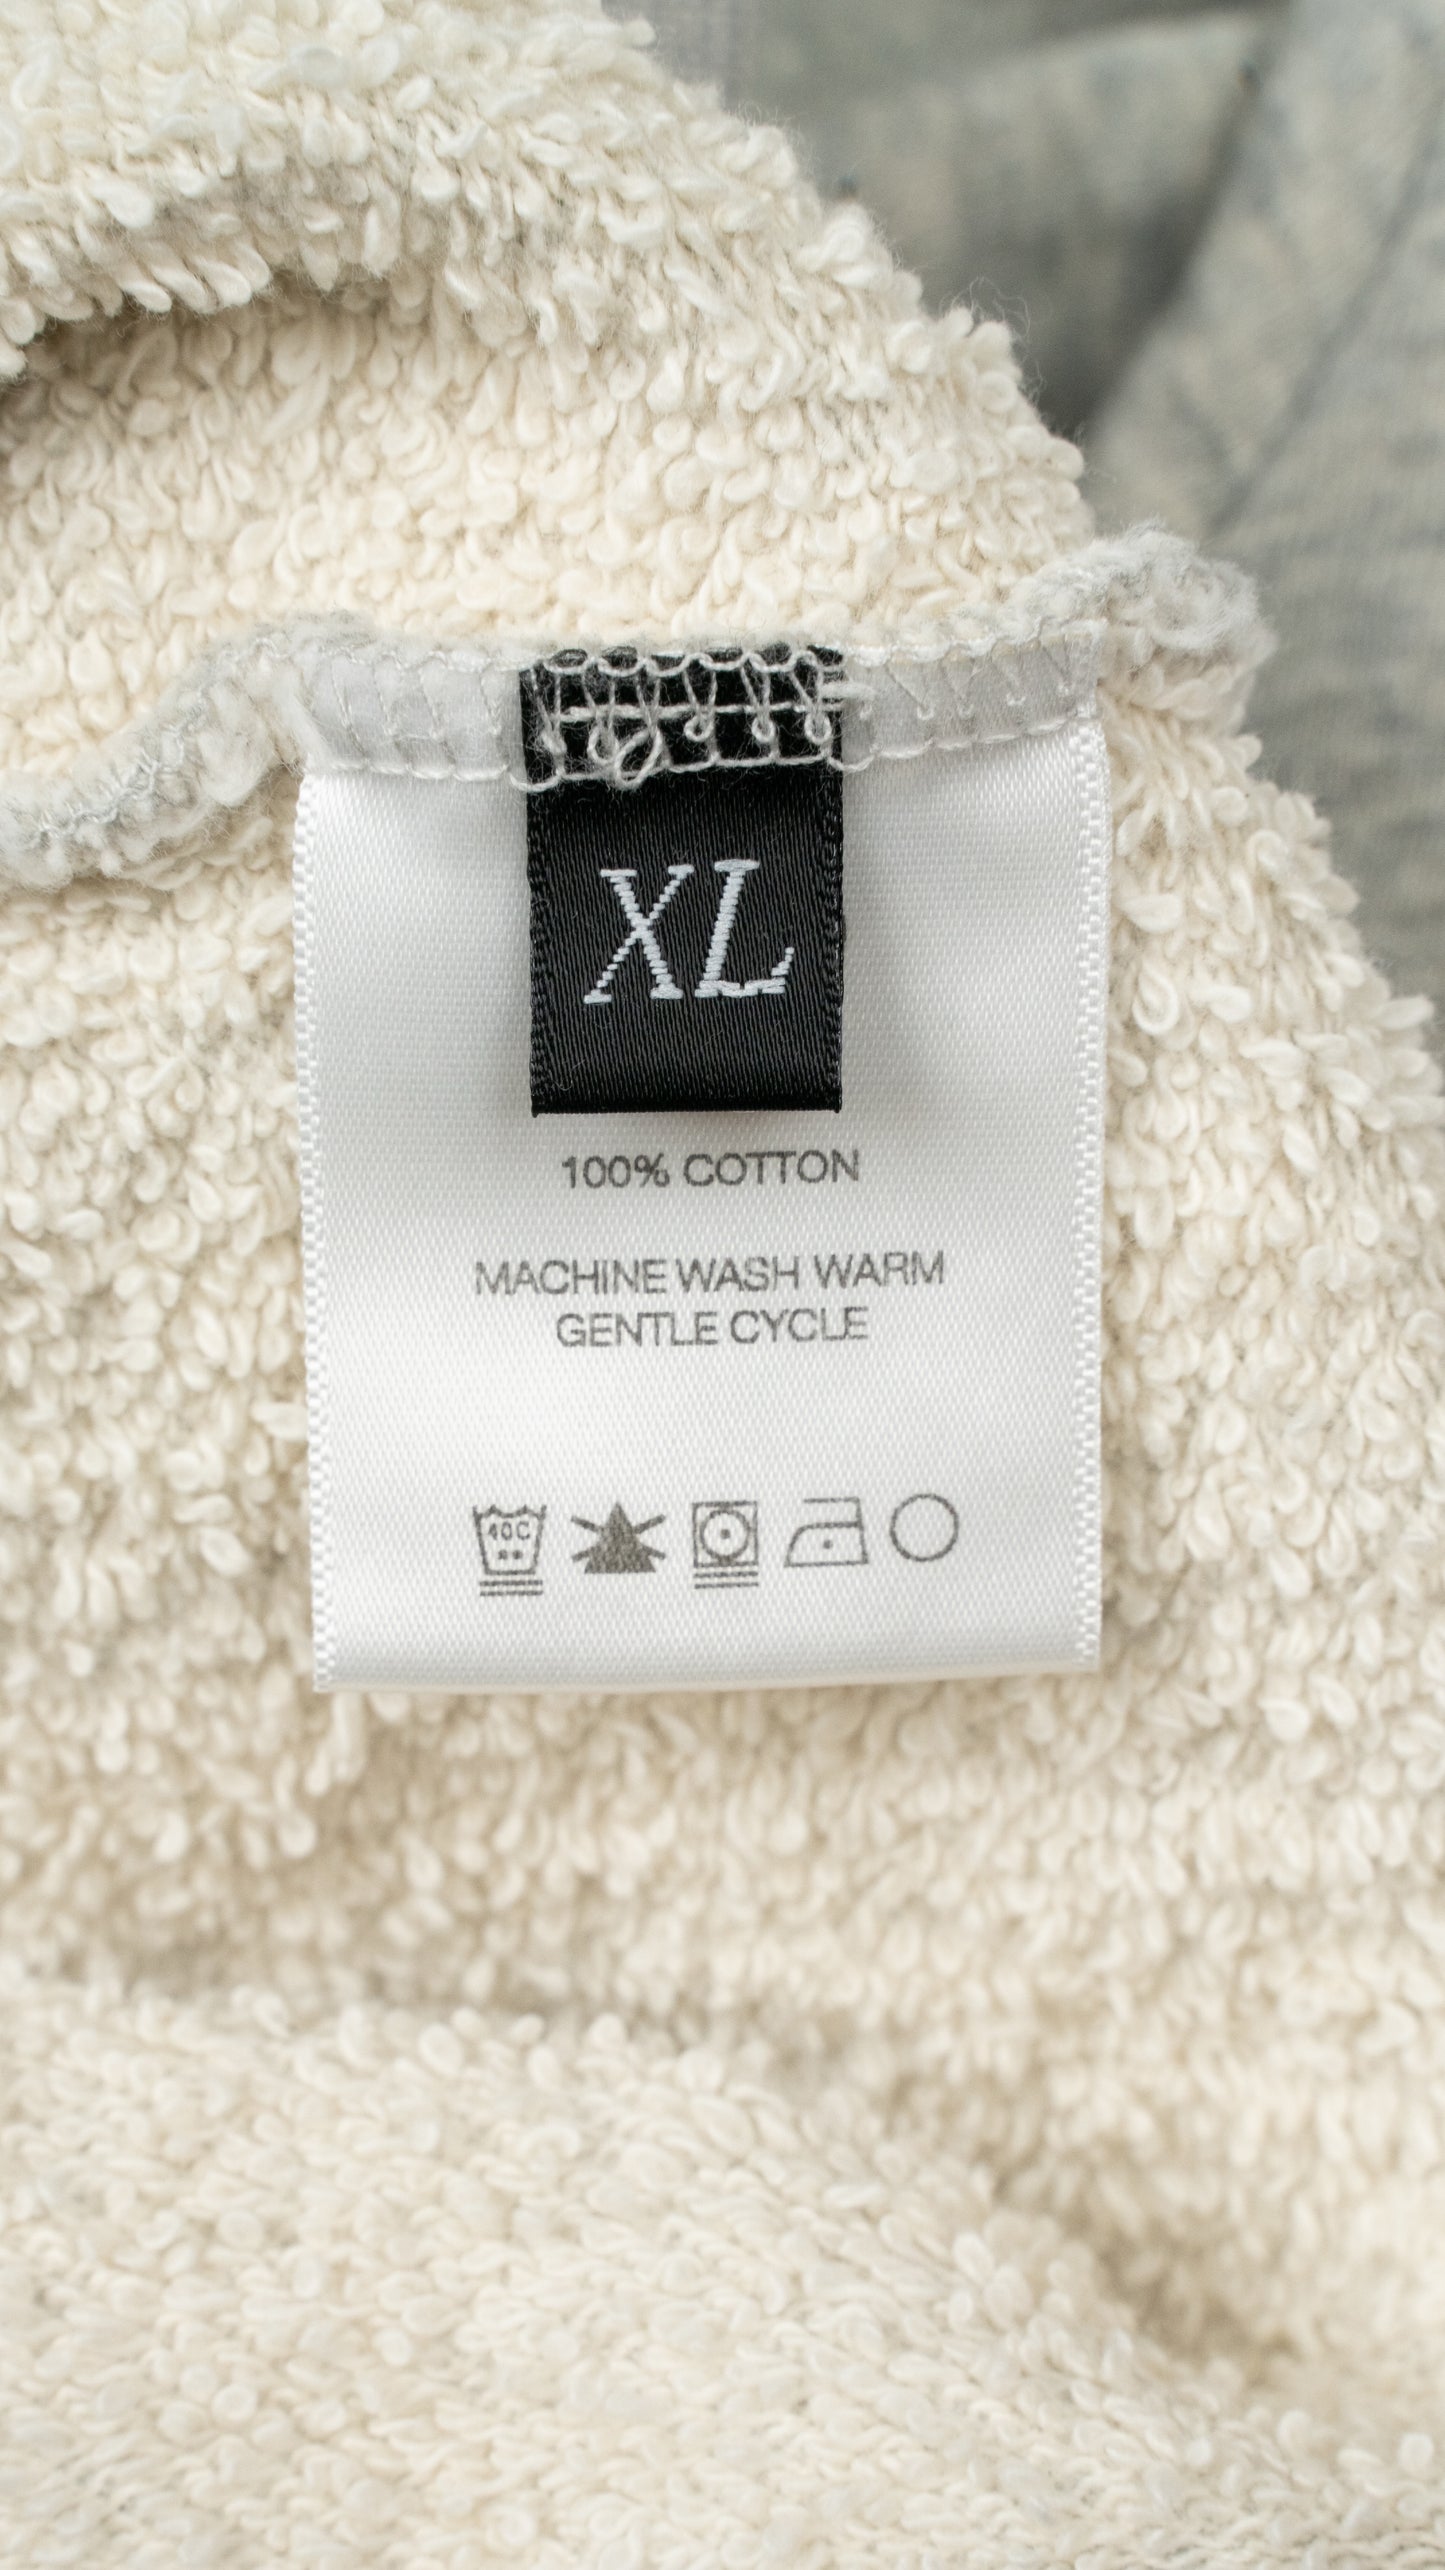 XL
100% COTTON
MACHINE WASH WARM
GENTLE CYCLE
40C